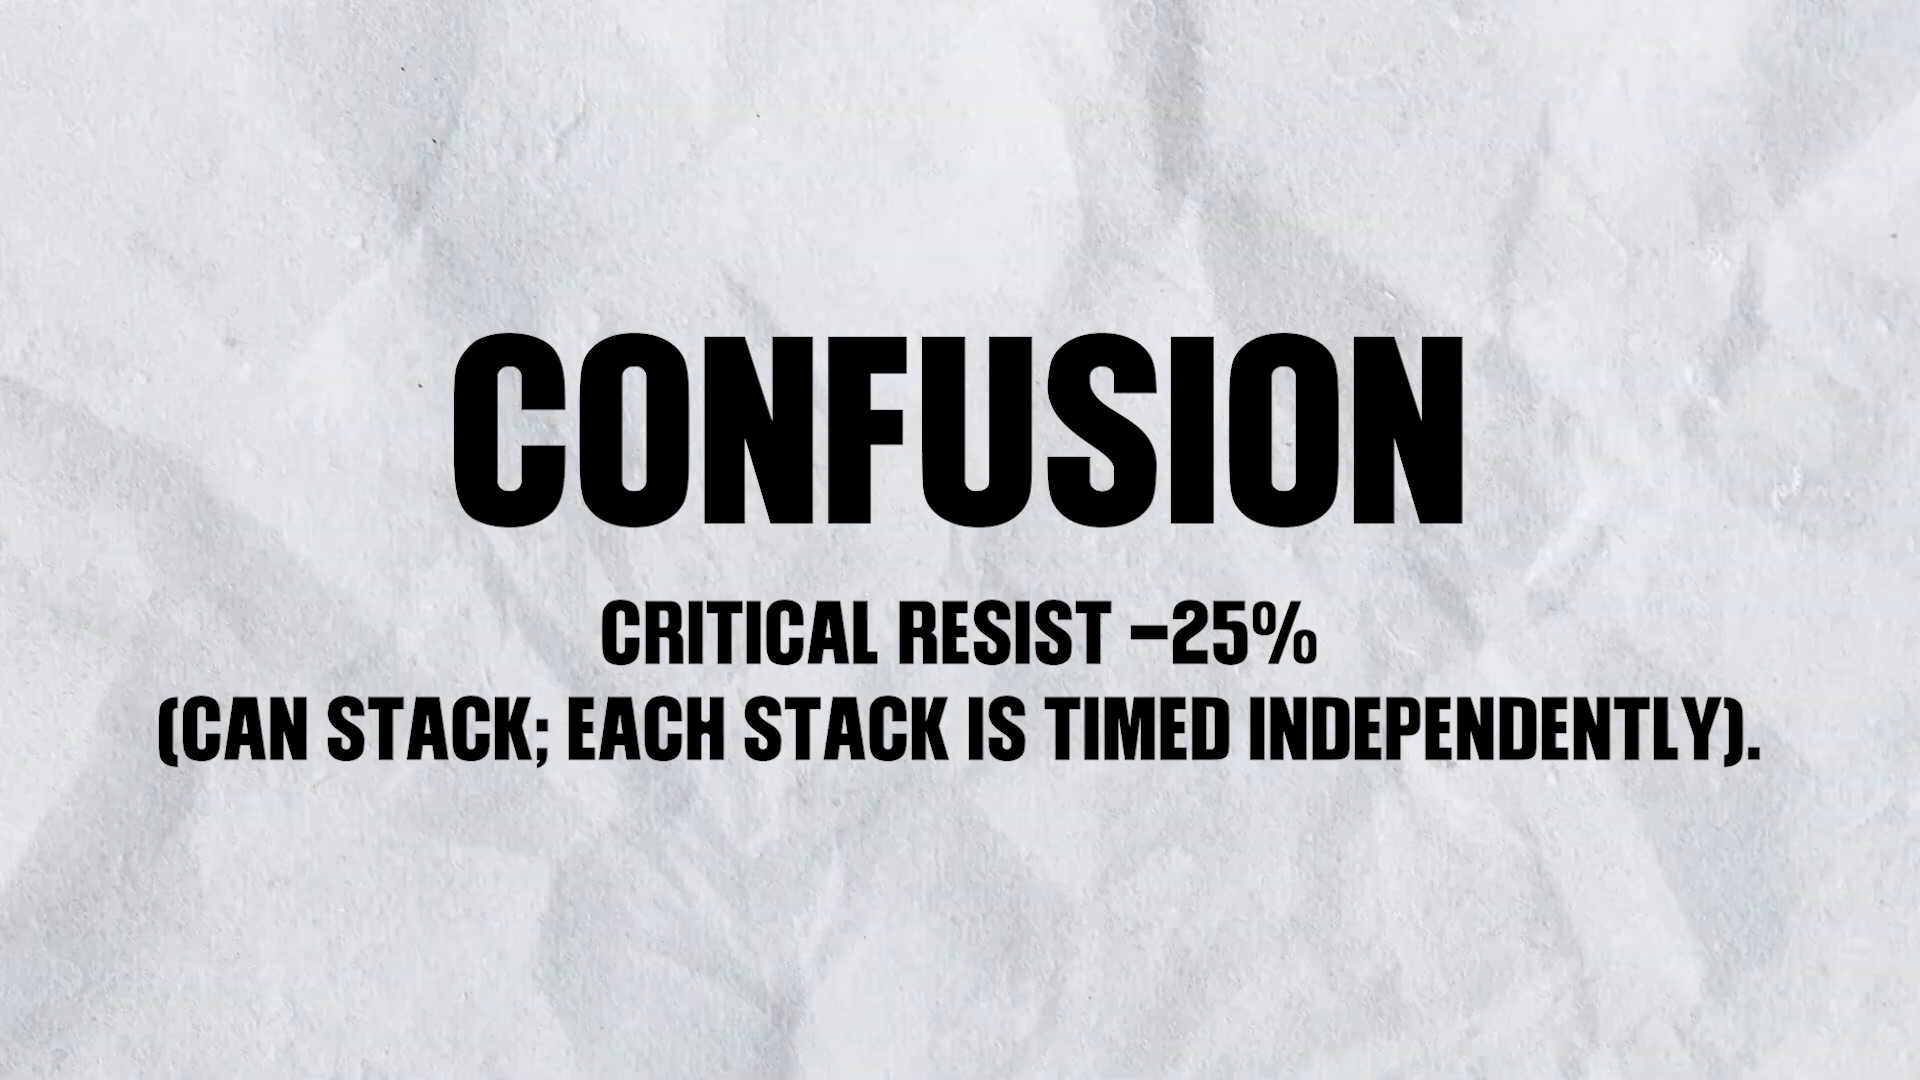 CONFUSION
CRITICAL RESIST –25%
(CAN STACK; EACH STACK IS TIMED INDEPENDENTLY).